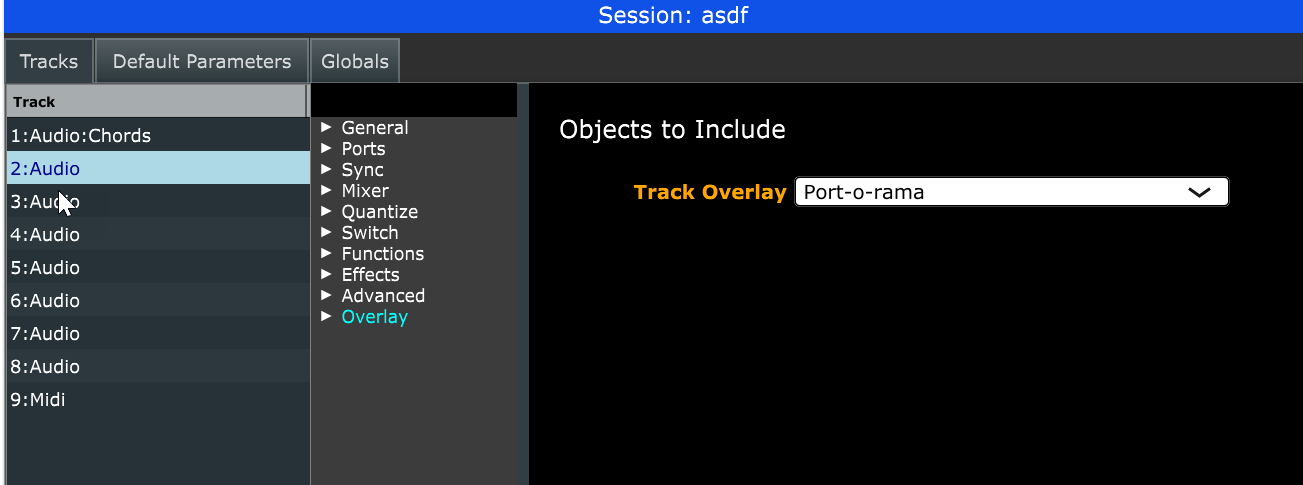 Session: asdf
Tracks Default Parameters Globals
Track
1:Audio:Chords
2:Audio
3:Audio
4:Audio
5:Audio
6:Audio
7:Audio
8:Audio
9:Midi
General
Ports
Sync
Mixer
Quantize
Switch
Functions
Effects
Advanced
Overlay
Objects to Include
Track Overlay Port-o-rama